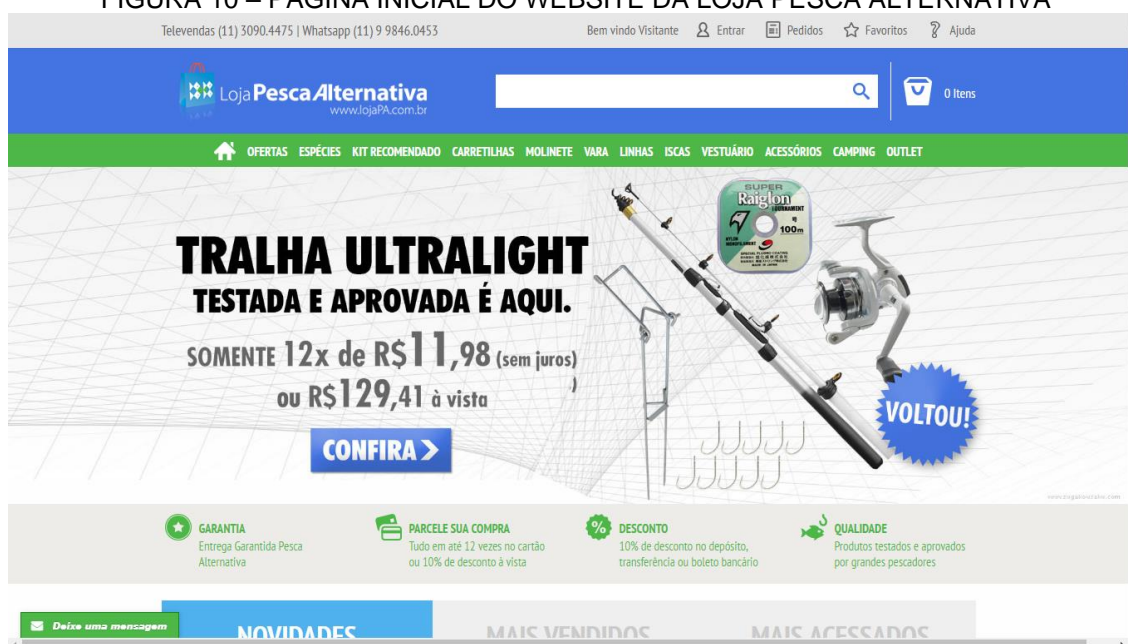 FIGURA 10 – PÁGINA INICIAL DO WEBSITE DA LOJA PESCA ALTERNATIVA
Televendas (11) 3090.4475 | Whatsapp (11) 9 9846.0453
Bem vindo Visitante Entrar Pedidos Favoritos Ajuda
Loja Pesca Alternativa
www.lojaPA.com.br
0 Itens
OFERTAS ESPÉCIES KIT RECOMENDADO CARRETILHAS MOLINETE VARA LINHAS ISCAS VESTUÁRIO ACESSÓRIOS CAMPING OUTLET
TRALHA ULTRALIGHT
TESTADA E APROVADA É AQUI.
SOMENTE 12x de R$11,98 (sem juros)
)
ou R$129,41 à vista
CONFIRA
SUPER
Raiglon
TOURNAMENT
100m
VOLTOU!
GARANTIA
Entrega Garantida Pesca
Alternativa
PARCELE SUA COMPRA
Tudo em até 12 vezes no cartão
ou 10% de desconto à vista
DESCONTO
10% de desconto no depósito,
transferência ou boleto bancário
QUALIDADE
Produtos testados e aprovados
por grandes pescadores
Deixe uma mensagem
NOVIDADES
MAIS VENDIDOS
MAIS ACESSADOS